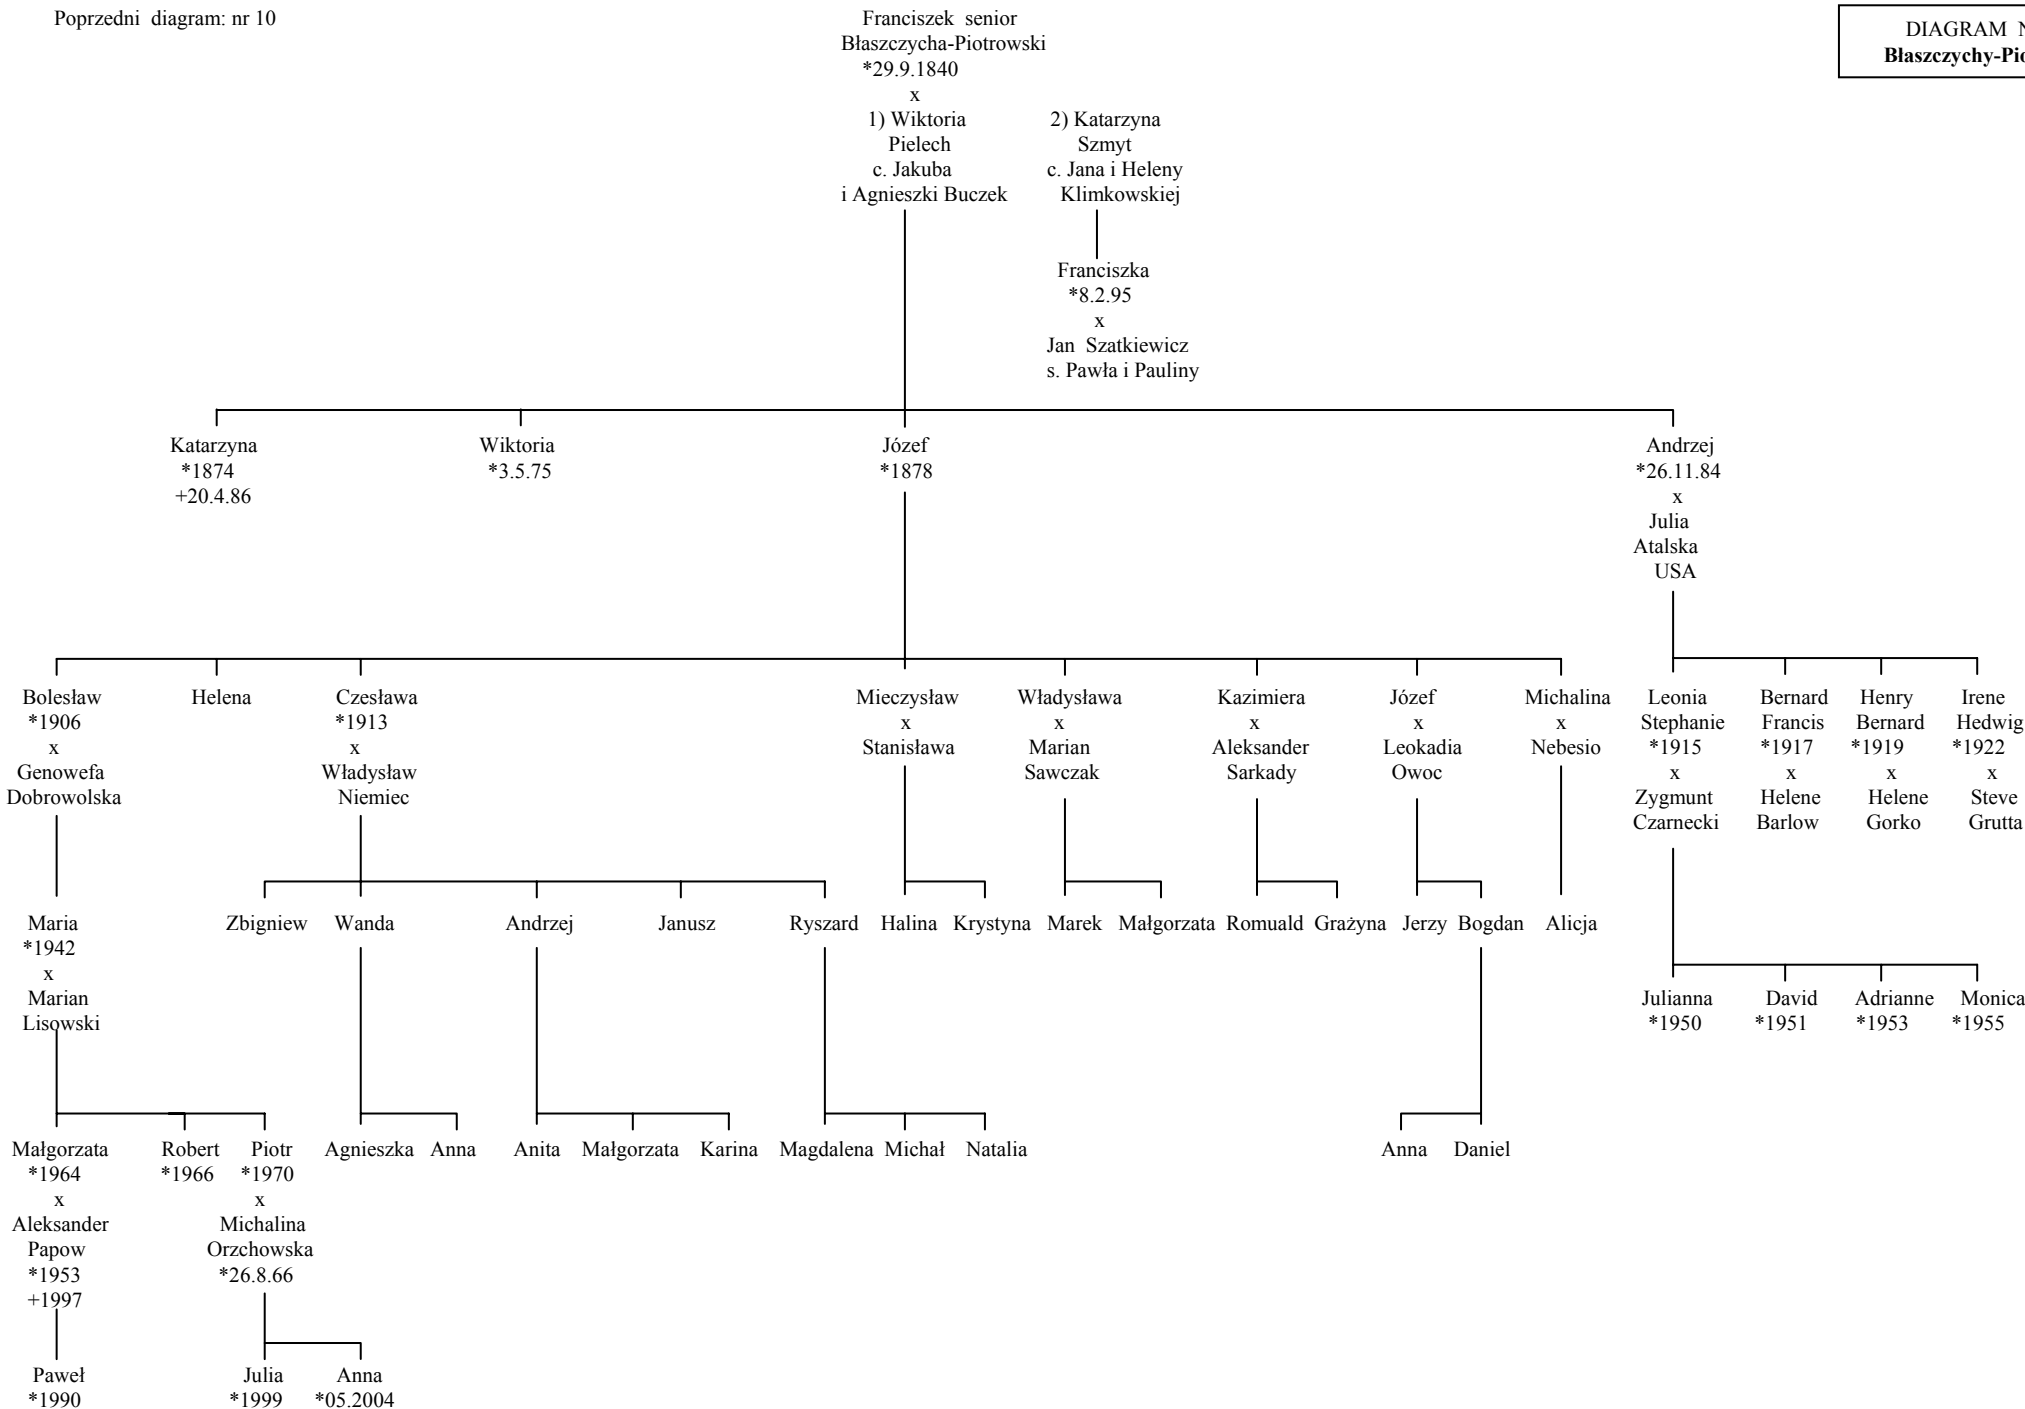 Poprzedni diagram: nr 10
DIAGRAM
Błaszczychy-
Franciszek senior
Błaszczycha-Piotrowski
*29.9.1840
x
1) Wiktoria
Pielech
c. Jakuba
i Agnieszki Buczek
2) Katarzyna
Szmyt
c. Jana i Heleny
Klimkowskiej
Franciszka
*8.2.95
x
Jan Szatkiewicz
s. Pawła i Pauliny
Katarzyna
*1874
+20.4.86
Wiktoria
*3.5.75
Józef
*1878
Andrzej
*26.11.84
x
Julia
Atalska
USA
Bolesław
*1906
x
Genowefa
Dobrowolska
Helena
Czesława
*1913
x
Władysław
Niemiec
Mieczysław
x
Stanisława
Władysława
x
Marian
Sawczak
Kazimiera
x
Aleksander
Sarkady
Józef
x
Leokadia
Owoc
Michalina
x
Nebesio
Leonia
Stephanie
*1915
x
Zygmunt
Czarnecki
Bernard
Francis
*1917
x
Helene
Barlow
Henry
Bernard
*1919
x
Helene
Gorko
Irene
Hedwig
*1922
x
Steve
Grutta
Maria
*1942
x
Marian
Lisowski
Zbigniew
Wanda
Andrzej
Janusz
Ryszard
Halina
Krystyna
Marek
Małgorzata
Romuald
Grażyna
Jerzy
Bogdan
Alicja
Julianna
*1950
David
*1951
Adrianne
*1953
Monica
*1955
Małgorzata
*1964
x
Aleksander
Papow
*1953
+1997
Robert
*1966
Piotr
*1970
x
Michalina
Orzchowska
*26.8.66
Agnieszka
Anna
Anita
Małgorzata
Karina
Magdalena
Michał
Natalia
Anna
Daniel
Paweł
*1990
Julia
*1999
Anna
*05.2004